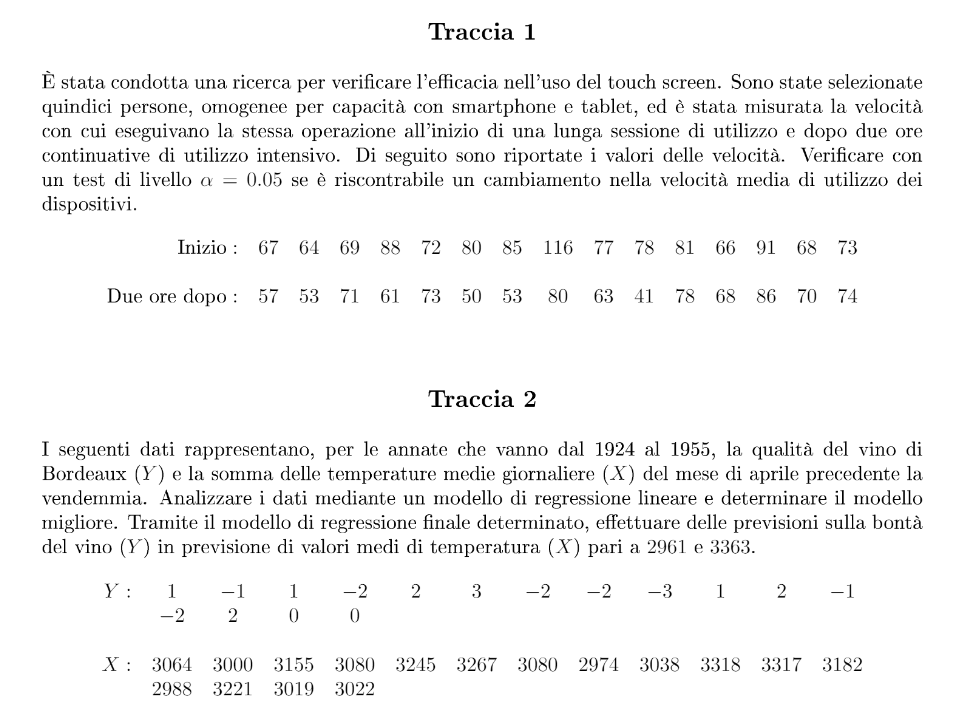 Traccia 1
È stata condotta una ricerca per verificare l'efficacia nell'uso del touch screen. Sono state selezionate
quindici persone, omogenee per capacità con smartphone e tablet, ed è stata misurata la velocità
con cui eseguivano la stessa operazione all'inizio di una lunga sessione di utilizzo e dopo due ore
continuative di utilizzo intensivo. Di seguito sono riportate i valori delle velocità. Verificare con
un test di livello α = 0.05 se è riscontrabile un cambiamento nella velocità media di utilizzo dei
dispositivi.
Inizio : 67 64 69 88 72 80 85 116 77 78 81 66 91 68 73
Due ore dopo : 57 53 71 61 73 50 53 80 63 41 78 68 86 70 74
Traccia 2
I seguenti dati rappresentano, per le annate che vanno dal 1924 al 1955, la qualità del vino di
Bordeaux (Y) e la somma delle temperature medie giornaliere (X) del mese di aprile precedente la
vendemmia. Analizzare i dati mediante un modello di regressione lineare e determinare il modello
migliore. Tramite il modello di regressione finale determinato, effettuare delle previsioni sulla bontà
del vino (Y) in previsione di valori medi di temperatura (X) pari a 2961 e 3363.
Y : 1 −1 1 −2 2 3 −2 −2 −3 1 2 −1
−2 2 0 0
X : 3064 3000 3155 3080 3245 3267 3080 2974 3038 3318 3317 3182
2988 3221 3019 3022